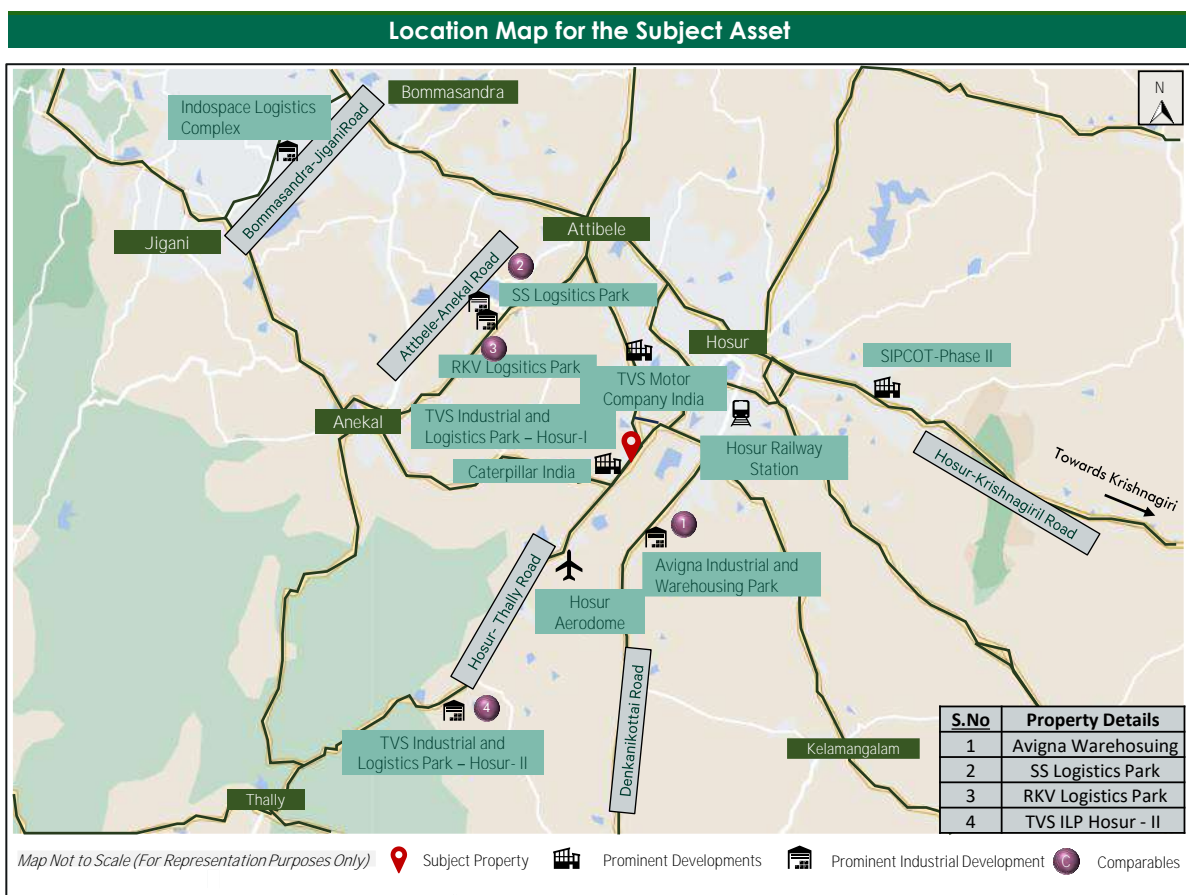 Location Map for the Subject Asset
N
Bommasandra
Indospace Logistics
Complex
Bommasandra-JiganiRoad
Jigani
Attibele
2
Attbele-Anekal Road
SS Logsitics Park
3
RKV Logsitics Park
Hosur
SIPCOT-Phase II
TVS Motor
Company India
Anekal
TVS Industrial and
Logistics Park – Hosur-I
Hosur Railway
Station
Caterpillar India
Hosur-Krishnagiril Road
Towards Krishnagiri
1
Avigna Industrial and
Warehousing Park
Hosur- Thally Road
Hosur
Aerodome
Denkanikottai Road
4
TVS Industrial and
Logistics Park – Hosur- II
Kelamangalam
Thally
S.No Property Details
1 Avigna Warehosuing
2 SS Logistics Park
3 RKV Logistics Park
4 TVS ILP Hosur - II
Map Not to Scale (For Representation Purposes Only) Subject Property Prominent Developments Prominent Industrial Development C Comparables